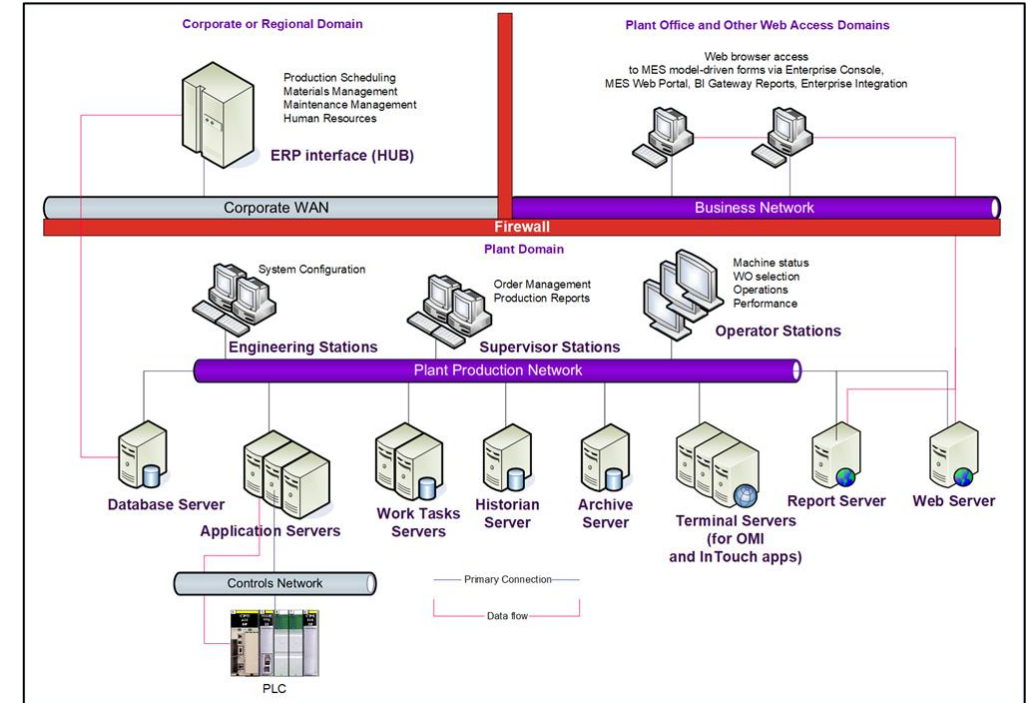 Corporate or Regional Domain
Plant Office and Other Web Access Domains
Production Scheduling
Materials Management
Maintenance Management
Human Resources
ERP interface (HUB)
Web browser access
to MES model-driven forms via Enterprise Console,
MES Web Portal, BI Gateway Reports, Enterprise Integration
Corporate WAN
Business Network
Firewall
Plant Domain
System Configuration
Engineering Stations
Order Management
Production Reports
Supervisor Stations
Machine status
WO selection
Operations
Performance
Operator Stations
Plant Production Network
Database Server
Application Servers
Work Tasks
Servers
Historian
Server
Archive
Server
Terminal Servers
(for OMI
and InTouch apps)
Report Server
Web Server
Controls Network
Primary Connection
Data flow
PLC